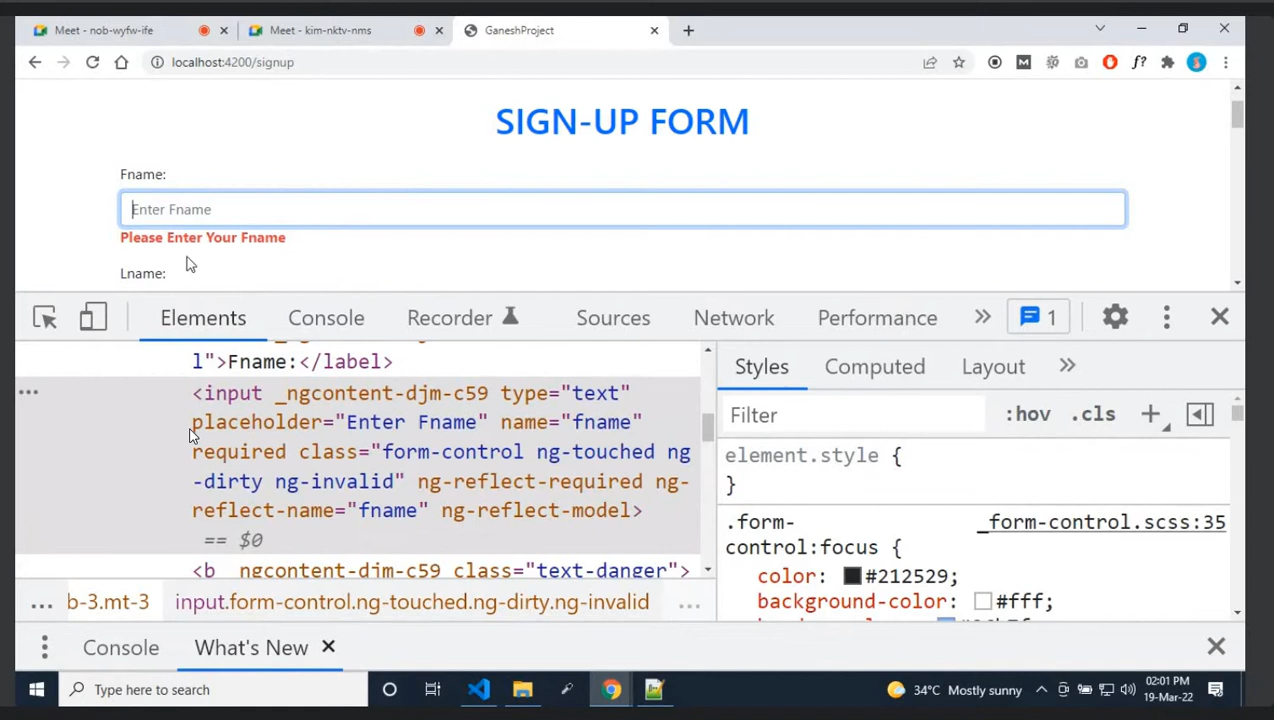 Meet - nob-wyfw-ife
Meet - kim-nktv-nms
GaneshProject
localhost:4200/signup
SIGN-UP FORM
Fname:
Enter Fname
Please Enter Your Fname
Lname:
Elements Console Recorder Sources Network Performance 1
l">Fname:</label>
<input _ngcontent-djm-c59 type="text"
placeholder="Enter Fname" name="fname"
required class="form-control ng-touched ng
-dirty ng-invalid" ng-reflect-required ng-
reflect-name="fname" ng-reflect-model>
== $0
<b _ngcontent-djm-c59 class="text-danger">
... b-3.mt-3 input.form-control.ng-touched.ng-dirty.ng-invalid ...
Styles Computed Layout
Filter :hov .cls
element.style {
}
.form- _form-control.scss:35
control:focus {
color: #212529;
background-color: #fff;
Console What's New
Type here to search
34°C Mostly sunny
02:01 PM
19-Mar-22